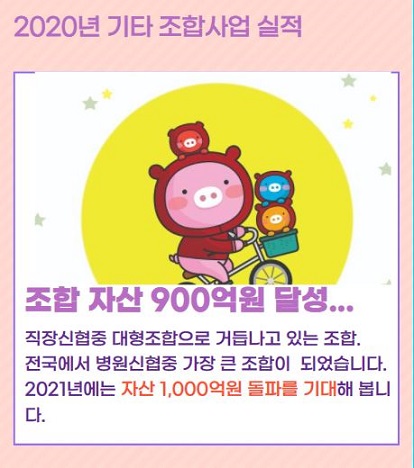 2020년 기타 조합사업 실적
조합 자산 900억원 달성...
직장신협중 대형조합으로 거듭나고 있는 조합.
전국에서 병원신협중 가장 큰 조합이 되었습니다.
2021년에는 자산 1,000억원 돌파를 기대해 봅니
다.